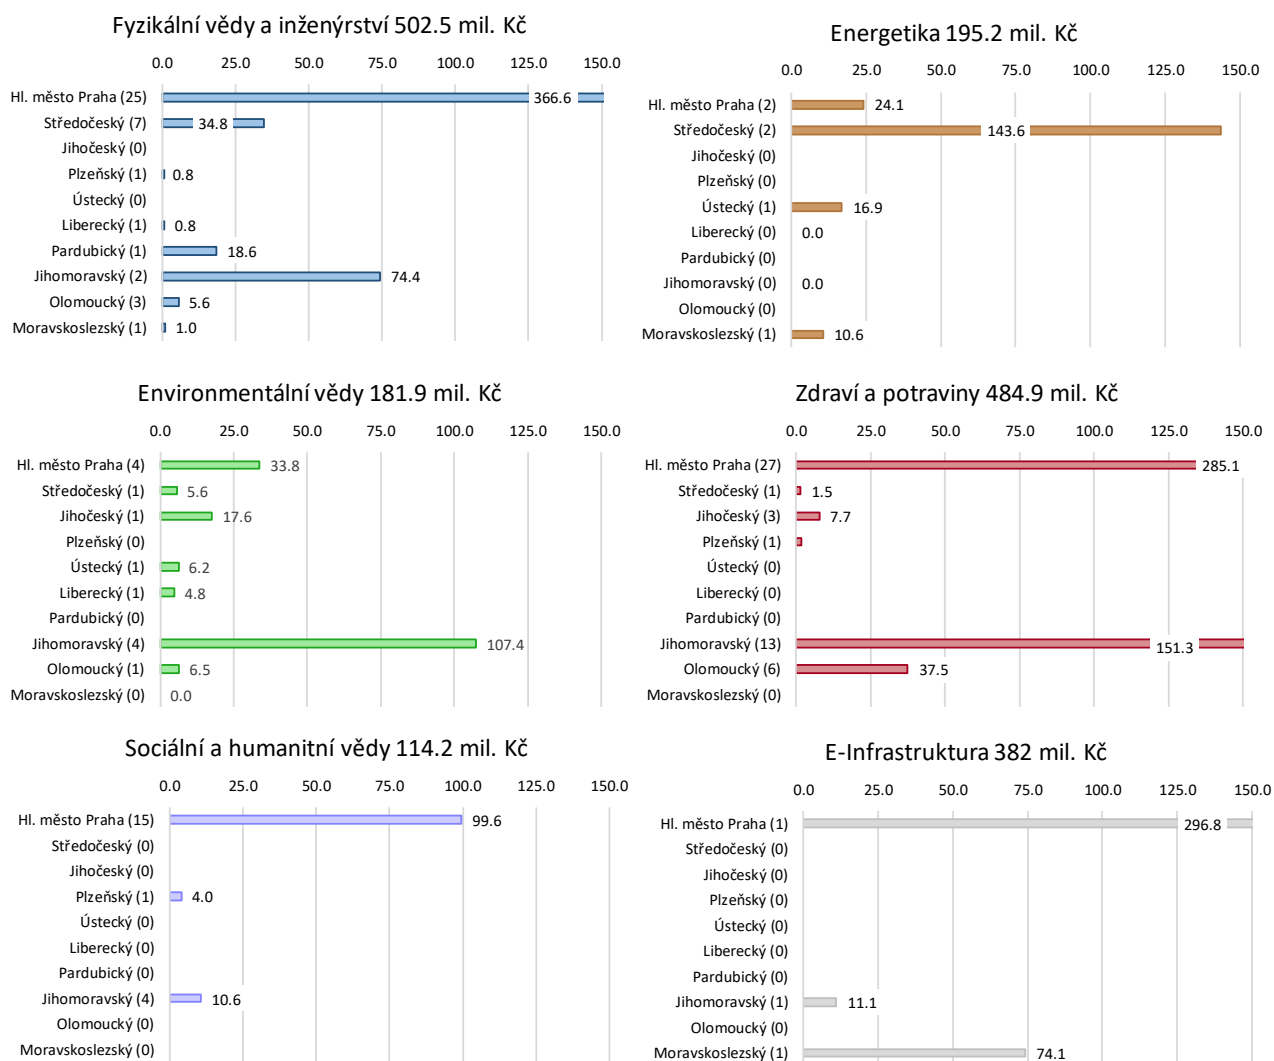 Fyzikální vědy a inženýrství 502.5 mil. Kč
0.0 25.0 50.0 75.0 100.0 125.0 150.0
Hl. město Praha (25) 366.6
Středočeský (7) 34.8
Jihočeský (0)
Plzeňský (1) 0.8
Ústecký (0)
Liberecký (1) 0.8
Pardubický (1) 18.6
Jihomoravský (2) 74.4
Olomoucký (3) 5.6
Moravskoslezský (1) 1.0
Energetika 195.2 mil. Kč
0.0 25.0 50.0 75.0 100.0 125.0 150.0
Hl. město Praha (2) 24.1
Středočeský (2) 143.6
Jihočeský (0)
Plzeňský (0)
Ústecký (1) 16.9
Liberecký (0) 0.0
Pardubický (0)
Jihomoravský (0) 0.0
Olomoucký (0)
Moravskoslezský (1) 10.6
Environmentální vědy 181.9 mil. Kč
0.0 25.0 50.0 75.0 100.0 125.0 150.0
Hl. město Praha (4) 33.8
Středočeský (1) 5.6
Jihočeský (1) 17.6
Plzeňský (0)
Ústecký (1) 6.2
Liberecký (1) 4.8
Pardubický (0)
Jihomoravský (4) 107.4
Olomoucký (1) 6.5
Moravskoslezský (0) 0.0
Zdraví a potraviny 484.9 mil. Kč
0.0 25.0 50.0 75.0 100.0 125.0 150.0
Hl. město Praha (27) 285.1
Středočeský (1) 1.5
Jihočeský (3) 7.7
Plzeňský (1)
Ústecký (0)
Liberecký (0)
Pardubický (0)
Jihomoravský (13) 151.3
Olomoucký (6) 37.5
Moravskoslezský (0)
Sociální a humanitní vědy 114.2 mil. Kč
0.0 25.0 50.0 75.0 100.0 125.0 150.0
Hl. město Praha (15) 99.6
Středočeský (0)
Jihočeský (0)
Plzeňský (1) 4.0
Ústecký (0)
Liberecký (0)
Pardubický (0)
Jihomoravský (4) 10.6
Olomoucký (0)
Moravskoslezský (0)
E-Infrastruktura 382 mil. Kč
0.0 25.0 50.0 75.0 100.0 125.0 150.0
Hl. město Praha (1) 296.8
Středočeský (0)
Jihočeský (0)
Plzeňský (0)
Ústecký (0)
Liberecký (0)
Pardubický (0)
Jihomoravský (1) 11.1
Olomoucký (0)
Moravskoslezský (1) 74.1